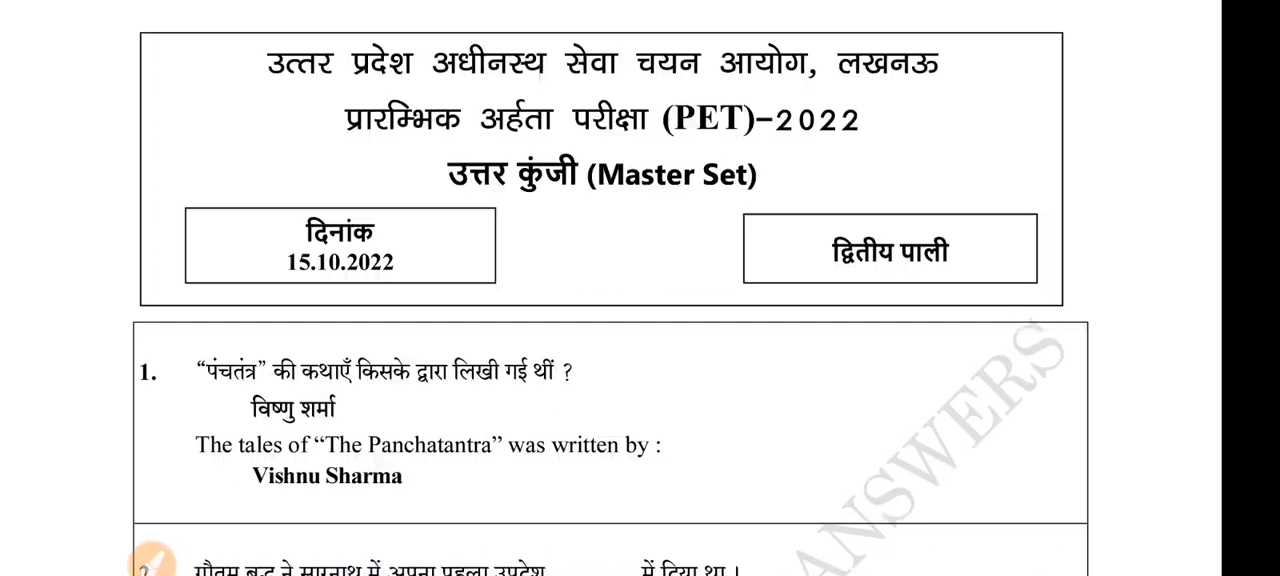 उत्तर प्रदेश अधीनस्थ सेवा चयन आयोग, लखनऊ
प्रारम्भिक अर्हता परीक्षा (PET)–2022
उत्तर कुंजी (Master Set)
दिनांक
15.10.2022
द्वितीय पाली
1. “पंचतंत्र” की कथाएँ किसके द्वारा लिखी गई थीं ?
विष्णु शर्मा
The tales of “The Panchatantra” was written by :
Vishnu Sharma
ANSWERS
गौतम बुद्ध ने सारनाथ में अपना पहला उपदेश ______ में दिया था ।